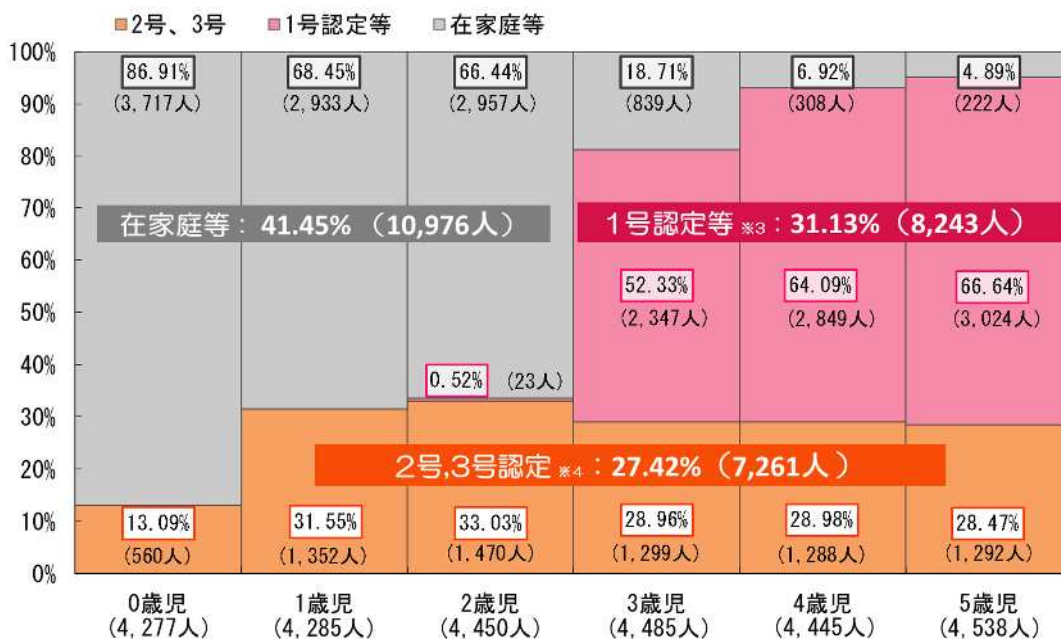 2号、3号 1号認定等 在家庭等
100%
90%
80%
70%
60%
50%
40%
30%
20%
10%
0%
86.91% 68.45% 66.44% 18.71% 6.92% 4.89%
(3,717人) (2,933人) (2,957人) (839人) (308人) (222人)
在家庭等：41.45%（10,976人） 1号認定等※3：31.13%（8,243人）
52.33% 64.09% 66.64%
(2,347人) (2,849人) (3,024人)
0.52% (23人)
2号,3号認定※4：27.42%（7,261人）
13.09% 31.55% 33.03% 28.96% 28.98% 28.47%
(560人) (1,352人) (1,470人) (1,299人) (1,288人) (1,292人)
0歳児 1歳児 2歳児 3歳児 4歳児 5歳児
(4,277人) (4,285人) (4,450人) (4,485人) (4,445人) (4,538人)